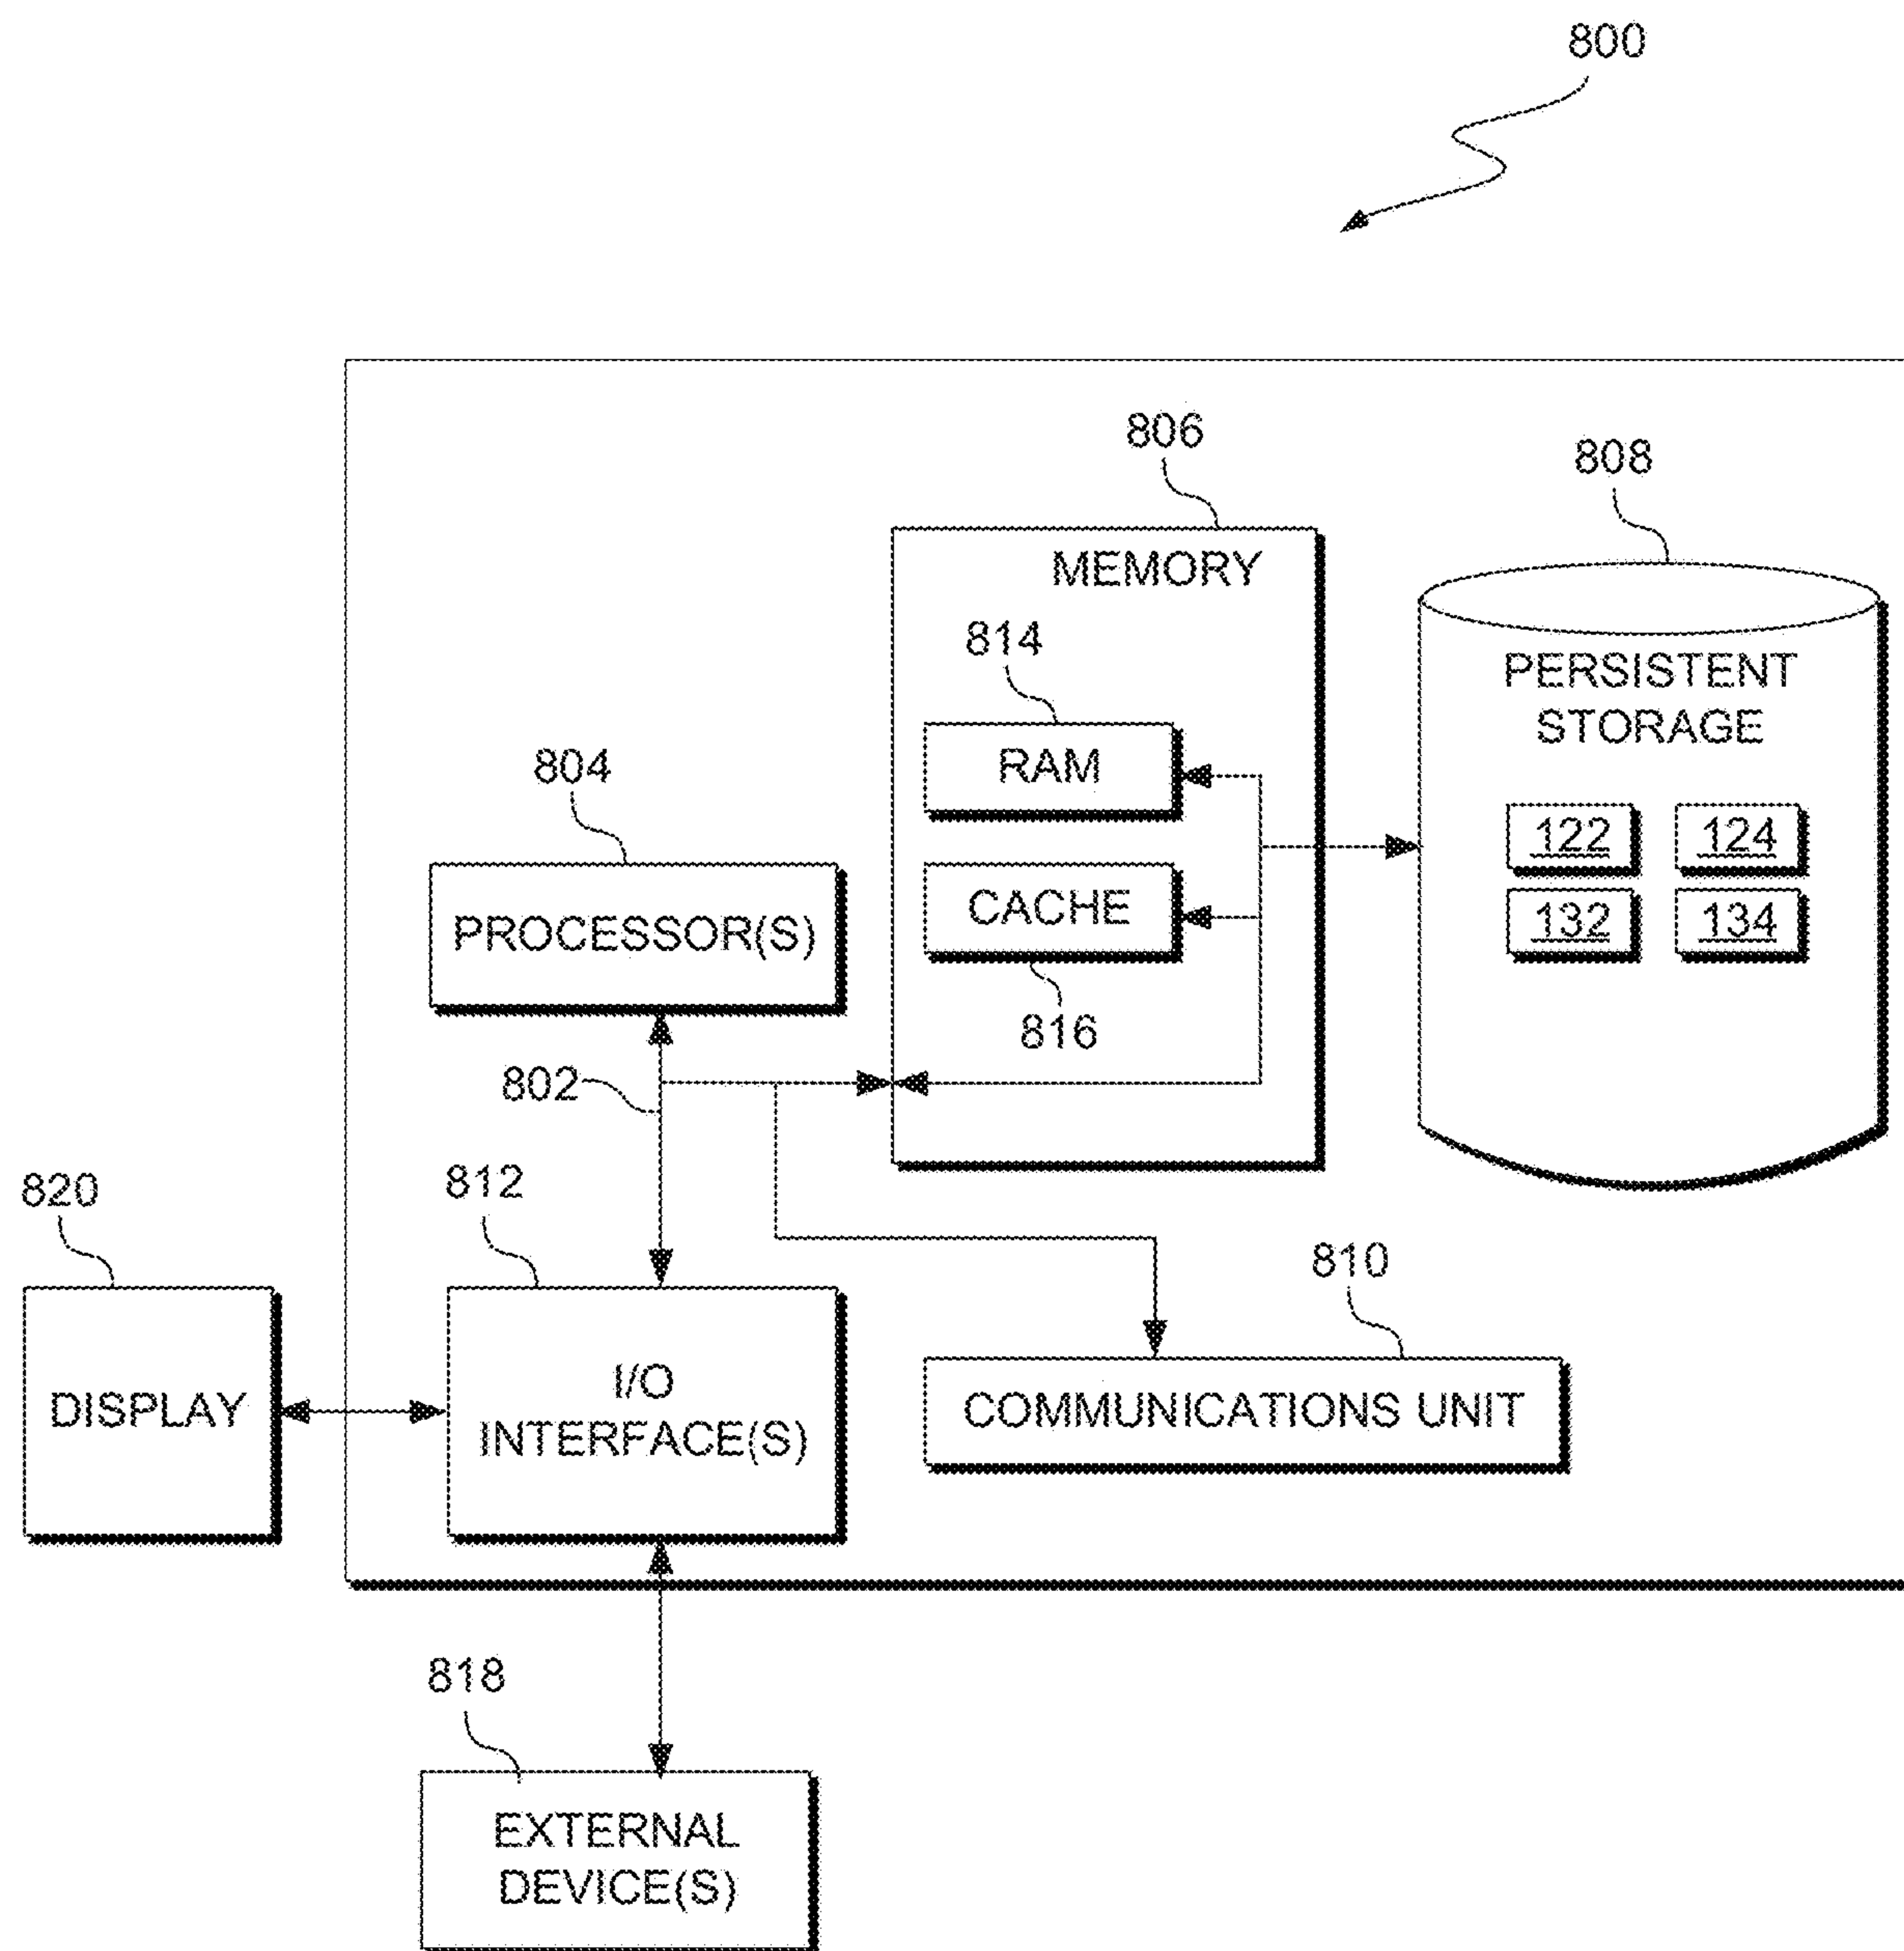 800
806
808
MEMORY
814
PERSISTENT
STORAGE
RAM
804
122
124
CACHE
PROCESSOR(S)
132
134
816
802
820
812
810
I/O
INTERFACE(S)
DISPLAY
COMMUNICATIONS UNIT
818
EXTERNAL
DEVICE(S)